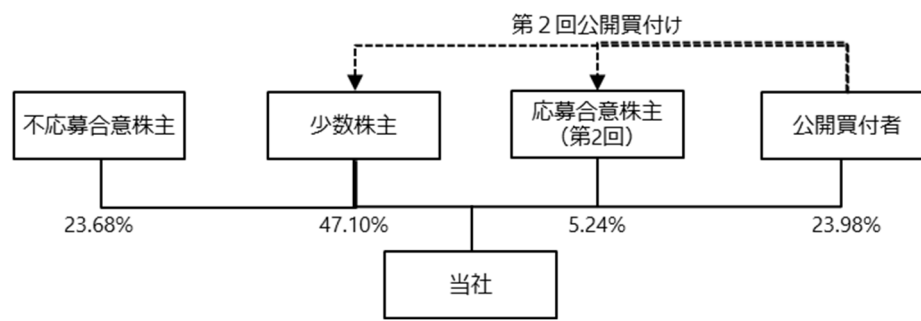 第２回公開買付け
不応募合意株主
少数株主
応募合意株主
（第2回）
公開買付者
23.68%
47.10%
5.24%
23.98%
当社